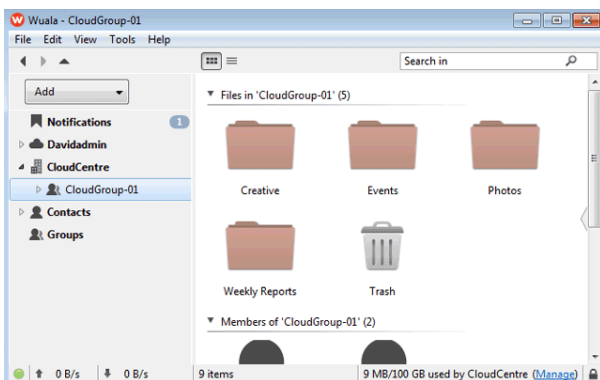 Wuala - CloudGroup-01
File Edit View Tools Help
Search in
Add
Notifications 1
Davidadmin
CloudCentre
CloudGroup-01
Contacts
Groups
Files in 'CloudGroup-01' (5)
Creative Events Photos
Weekly Reports Trash
Members of 'CloudGroup-01' (2)
0 B/s 0 B/s 9 items 9 MB/100 GB used by CloudCentre (Manage)